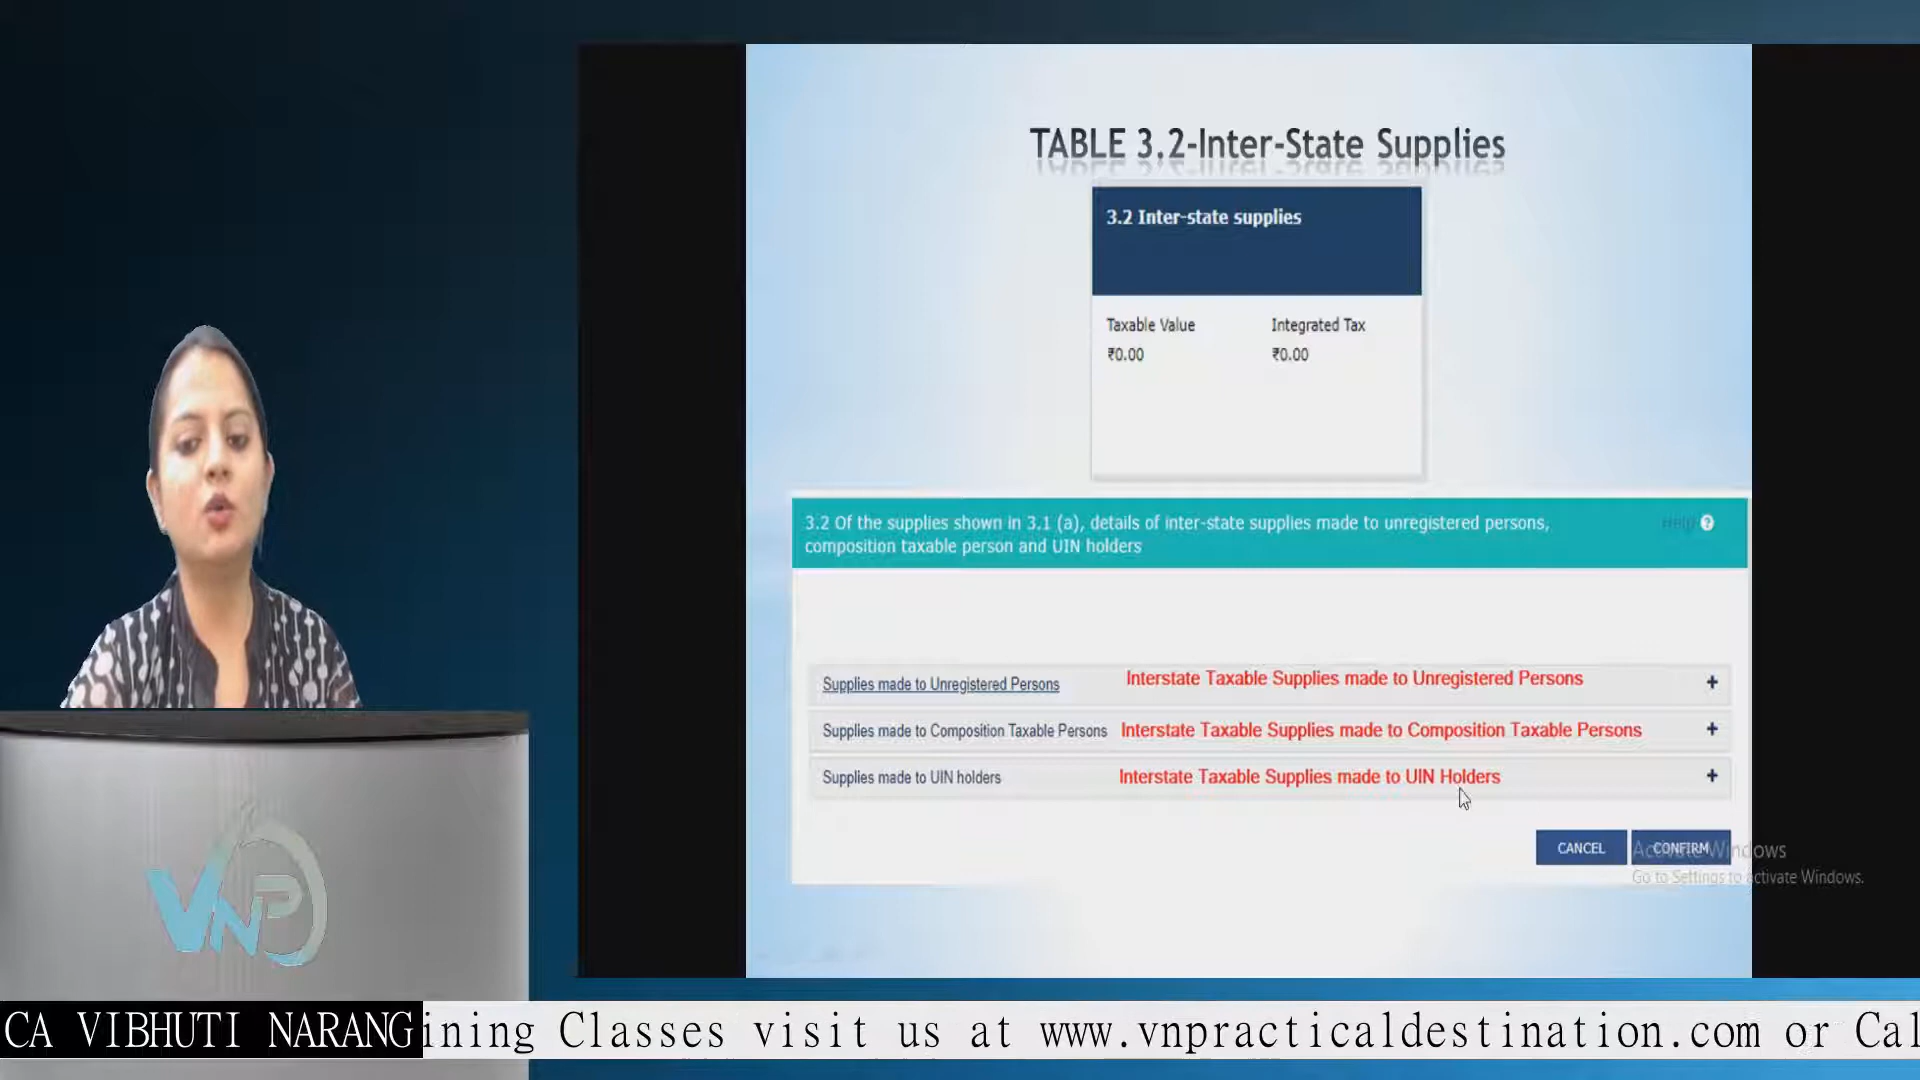 TABLE 3.2-Inter-State Supplies
3.2 Inter-state supplies
Taxable Value Integrated Tax
₹0.00 ₹0.00
3.2 Of the supplies shown in 3.1 (a), details of inter-state supplies made to unregistered persons,
composition taxable person and UIN holders
Help ?
Supplies made to Unregistered Persons Interstate Taxable Supplies made to Unregistered Persons +
Supplies made to Composition Taxable Persons Interstate Taxable Supplies made to Composition Taxable Persons +
Supplies made to UIN holders Interstate Taxable Supplies made to UIN Holders +
CANCEL CONFIRM
Activate Windows
Go to Settings to activate Windows.
VNP
CA VIBHUTI NARANG ining Classes visit us at www.vnpracticaldestination.com or Cal